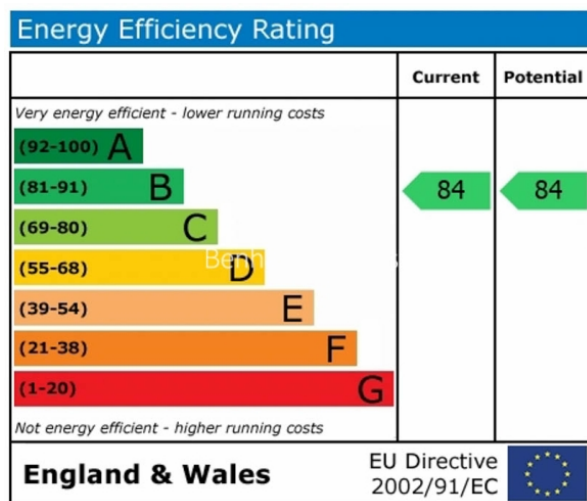 Energy Efficiency Rating
Current Potential
Very energy efficient - lower running costs
(92-100) A
(81-91) B 84 84
(69-80) C
(55-68) D
(39-54) E
(21-38) F
(1-20) G
Not energy efficient - higher running costs
England & Wales
EU Directive
2002/91/EC